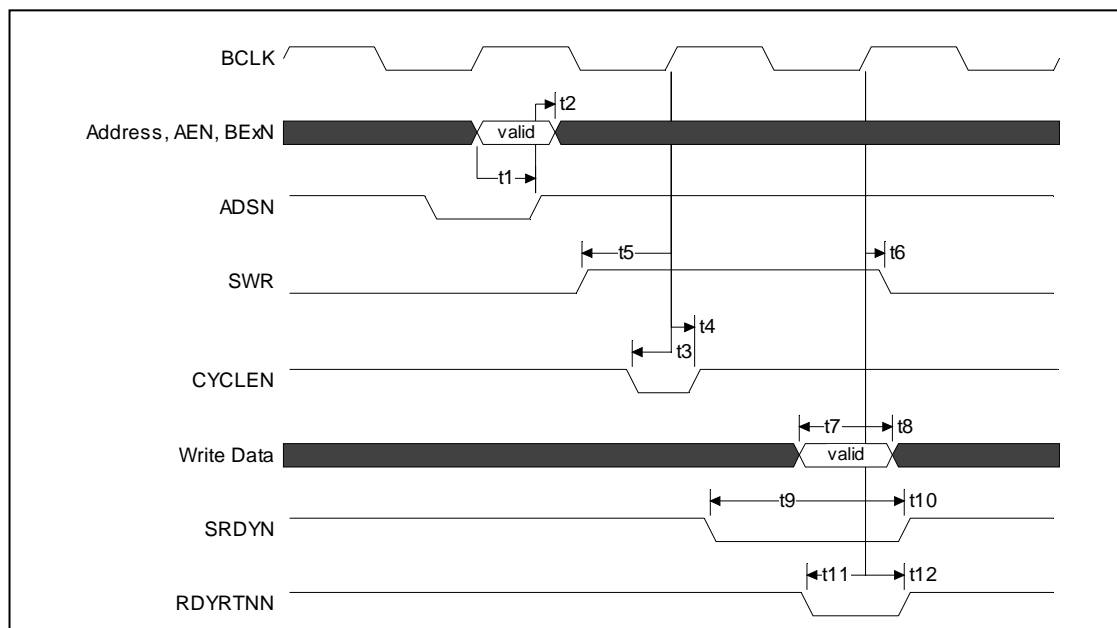 BCLK
t2
Address, AEN, BExN
valid
t1
ADSN
t5
t6
SWR
t4
t3
CYCLEN
t7
t8
Write Data
valid
t9
t10
SRDYN
t11
t12
RDYRTNN